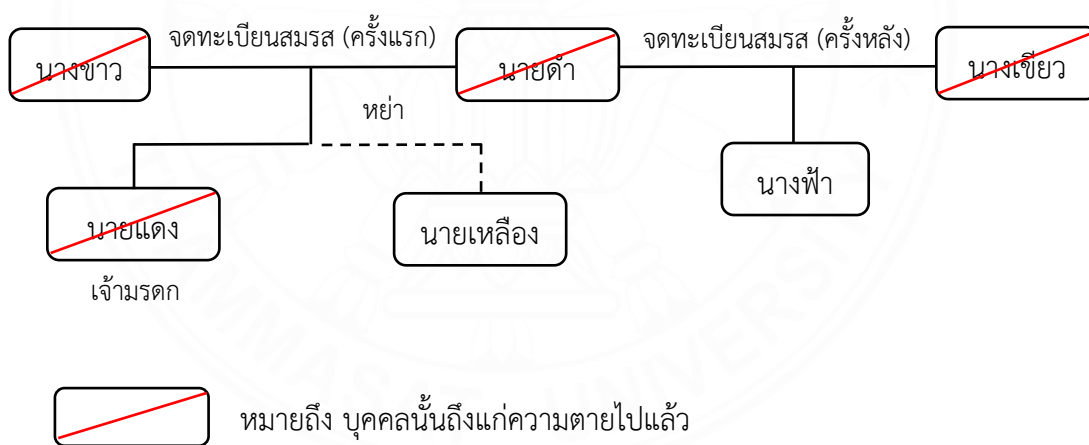 จดทะเบียนสมรส (ครั้งแรก)
จดทะเบียนสมรส (ครั้งหลัง)
นางขาว
นายดำ
นางเขียว
หย่า
นางฟ้า
นายแดง
นายเหลือง
เจ้ามรดก
หมายถึง บุคคลนั้นถึงแก่ความตายไปแล้ว